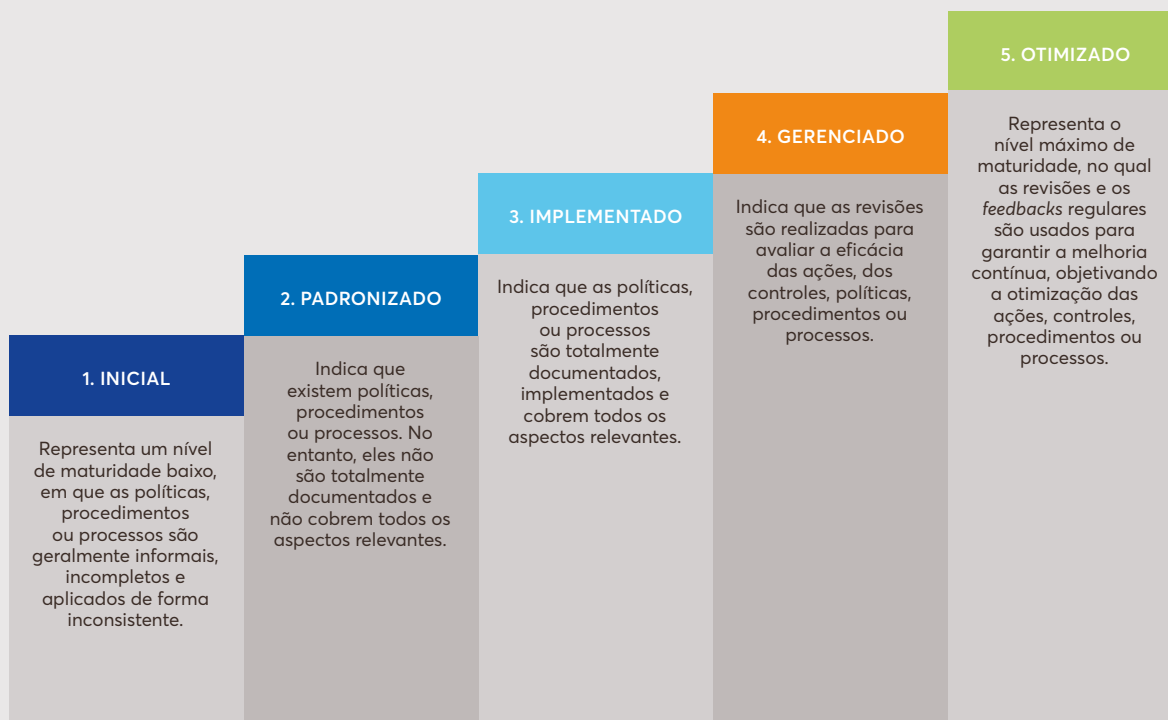 1. INICIAL
Representa um nível
de maturidade baixo,
em que as políticas,
procedimentos
ou processos são
geralmente informais,
incompletos e
aplicados de forma
inconsistente.
2. PADRONIZADO
Indica que
existem políticas,
procedimentos
ou processos. No
entanto, eles não
são totalmente
documentados e
não cobrem todos os
aspectos relevantes.
3. IMPLEMENTADO
Indica que as políticas,
procedimentos
ou processos
são totalmente
documentados,
implementados e
cobrem todos os
aspectos relevantes.
4. GERENCIADO
Indica que as revisões
são realizadas para
avaliar a eficácia
das ações, dos
controles, políticas,
procedimentos ou
processos.
5. OTIMIZADO
Representa o
nível máximo de
maturidade, no qual
as revisões e os
feedbacks regulares
são usados para
garantir a melhoria
contínua, objetivando
a otimização das
ações, controles,
procedimentos ou
processos.